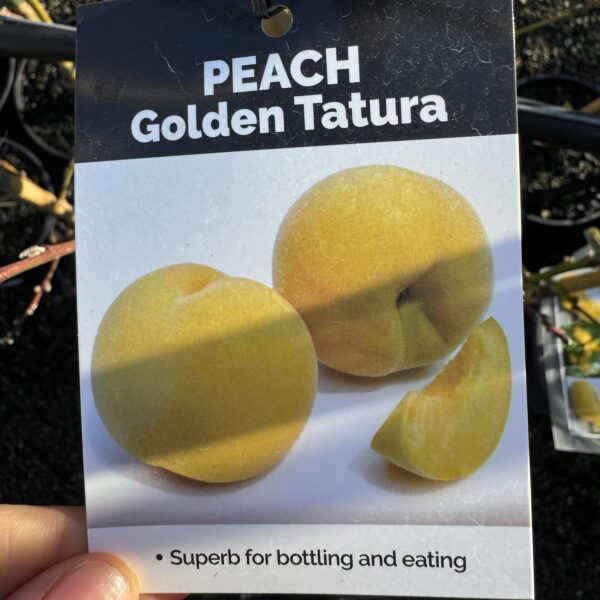 PEACH
Golden Tatura
• Superb for bottling and eating